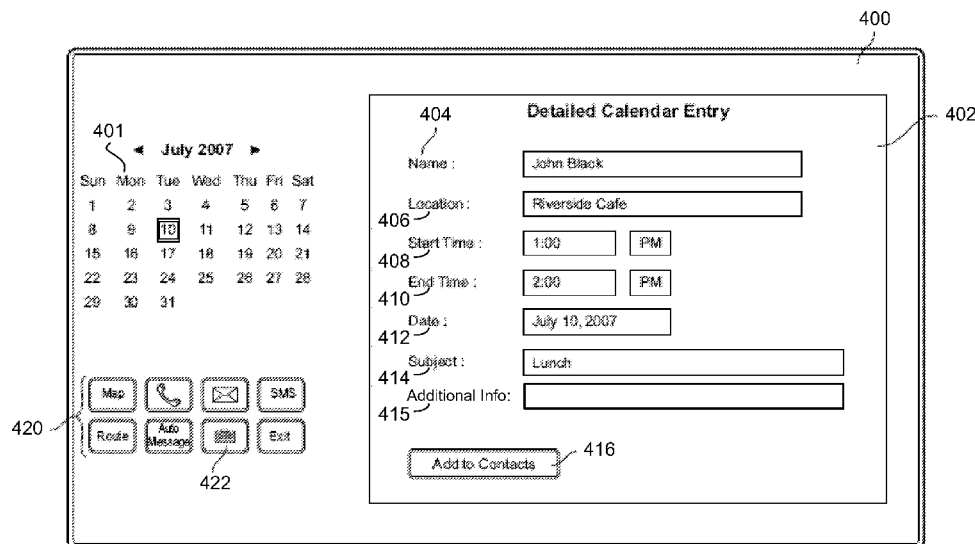 400
402
Detailed Calendar Entry
404
Name : John Black
Location : Riverside Cafe
406
Start Time : 1:00 PM
408
End Time : 2:00 PM
410
Date : July 10, 2007
412
Subject : Lunch
414
Additional Info:
415
Add to Contacts
416
401
◄ July 2007 ►
Sun Mon Tue Wed Thu Fri Sat
1 2 3 4 5 6 7
8 9 10 11 12 13 14
15 16 17 18 19 20 21
22 23 24 25 26 27 28
29 30 31
420
Map SMS
Route Auto Message Exit
422